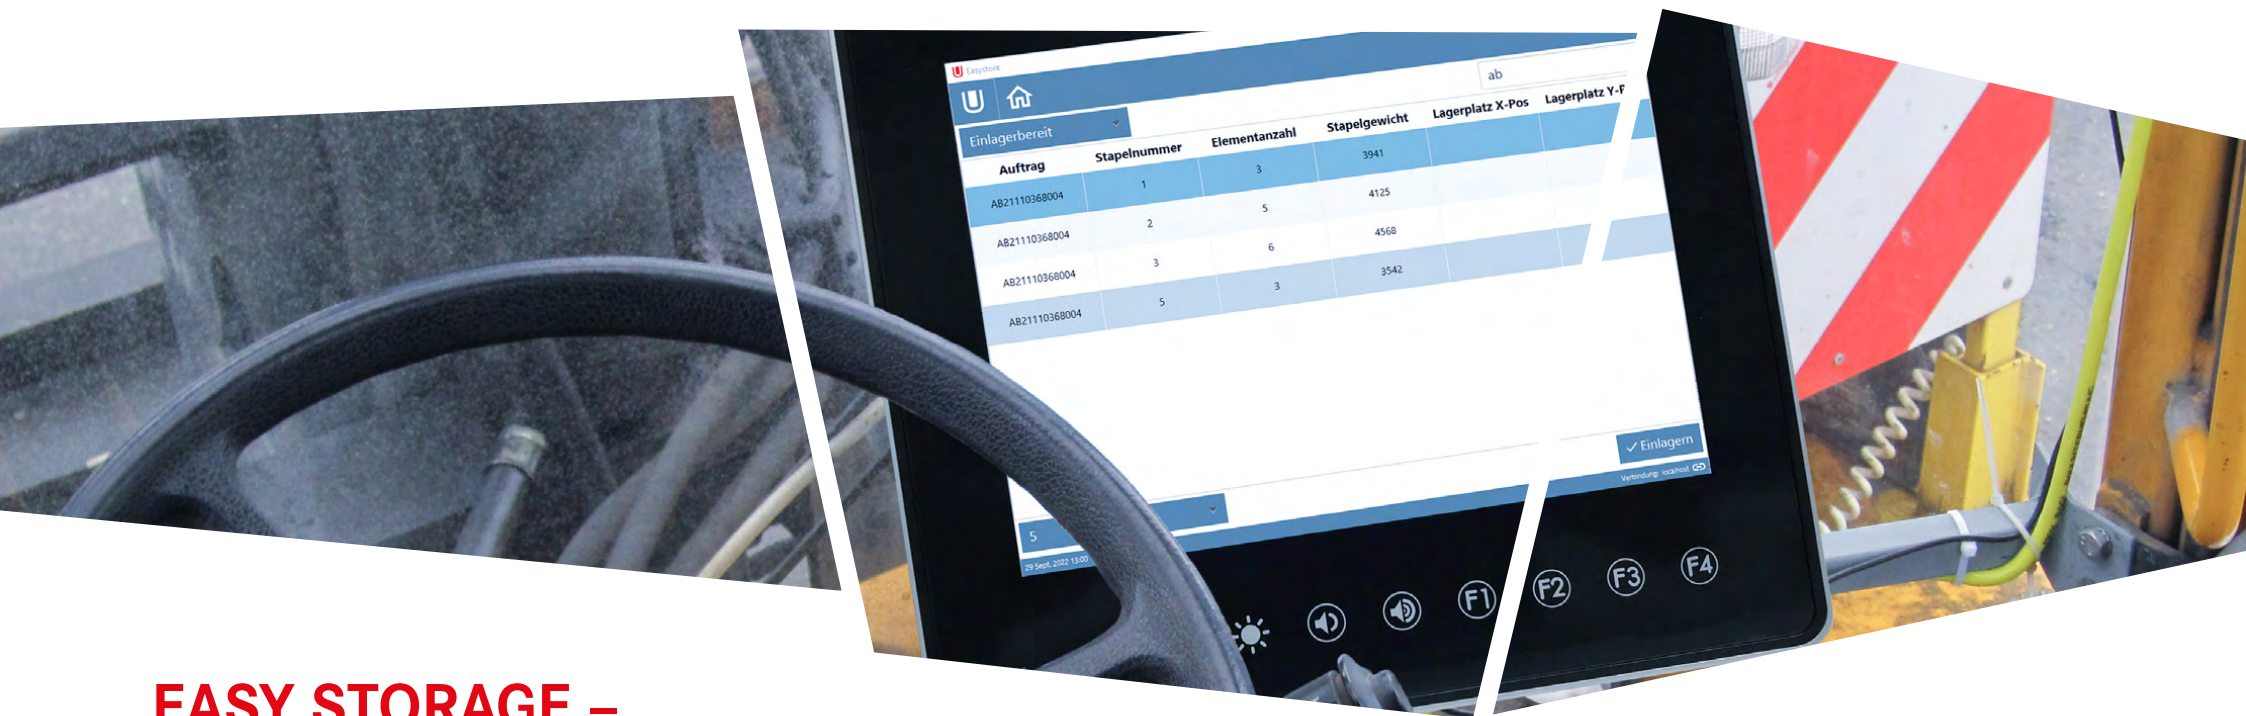 Easystore
ab
Einlagerbereit
Auftrag Stapelnummer Elementanzahl Stapelgewicht Lagerplatz X-Pos Lagerplatz Y-P
AB21110368004 1 3 3941
AB21110368004 2 5 4125
AB21110368004 3 6 4568
AB21110368004 5 3 3542
✓ Einlagern
5
29 Sept. 2022 13:00 Verbindung: localhost
F1 F2 F3 F4
EASY STORAGE –